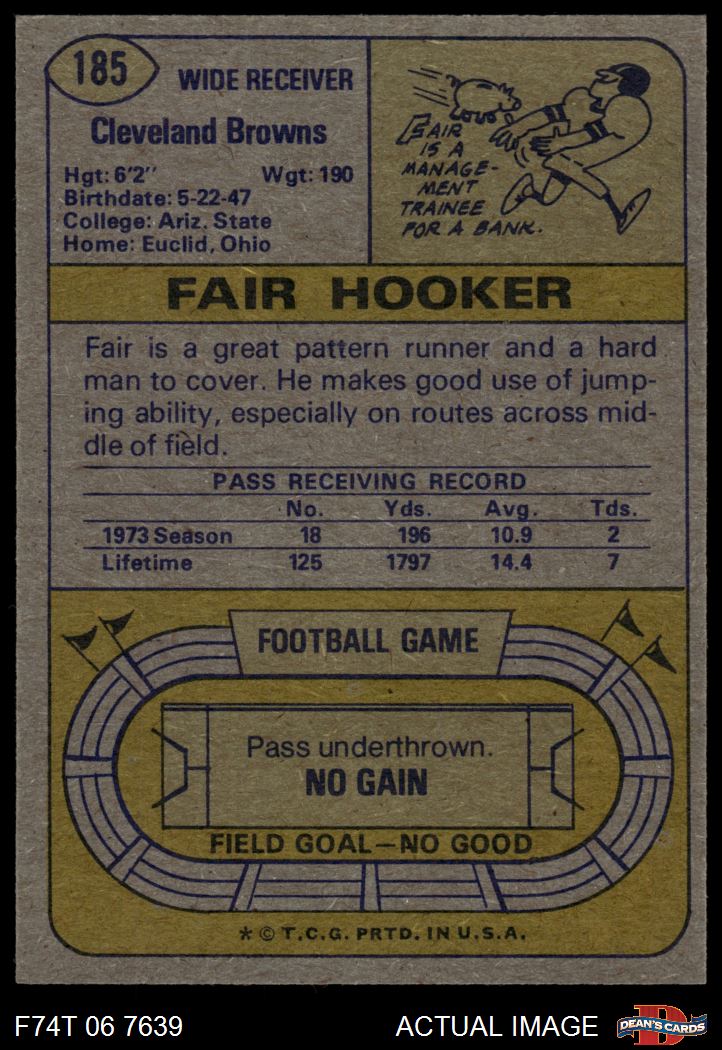 185
WIDE RECEIVER
Cleveland Browns
Hgt: 6'2" Wgt: 190
Birthdate: 5-22-47
College: Ariz. State
Home: Euclid, Ohio
FAIR
IS A
MANAGE-
MENT
TRAINEE
FOR A BANK.
FAIR HOOKER
Fair is a great pattern runner and a hard
man to cover. He makes good use of jump-
ing ability, especially on routes across mid-
dle of field.
PASS RECEIVING RECORD
No. Yds. Avg. Tds.
1973 Season 18 196 10.9 2
Lifetime 125 1797 14.4 7
FOOTBALL GAME
Pass underthrown.
NO GAIN
FIELD GOAL—NO GOOD
* © T.C.G. PRTD. IN U.S.A.
F74T 06 7639 ACTUAL IMAGE
D
DEAN'S CARDS